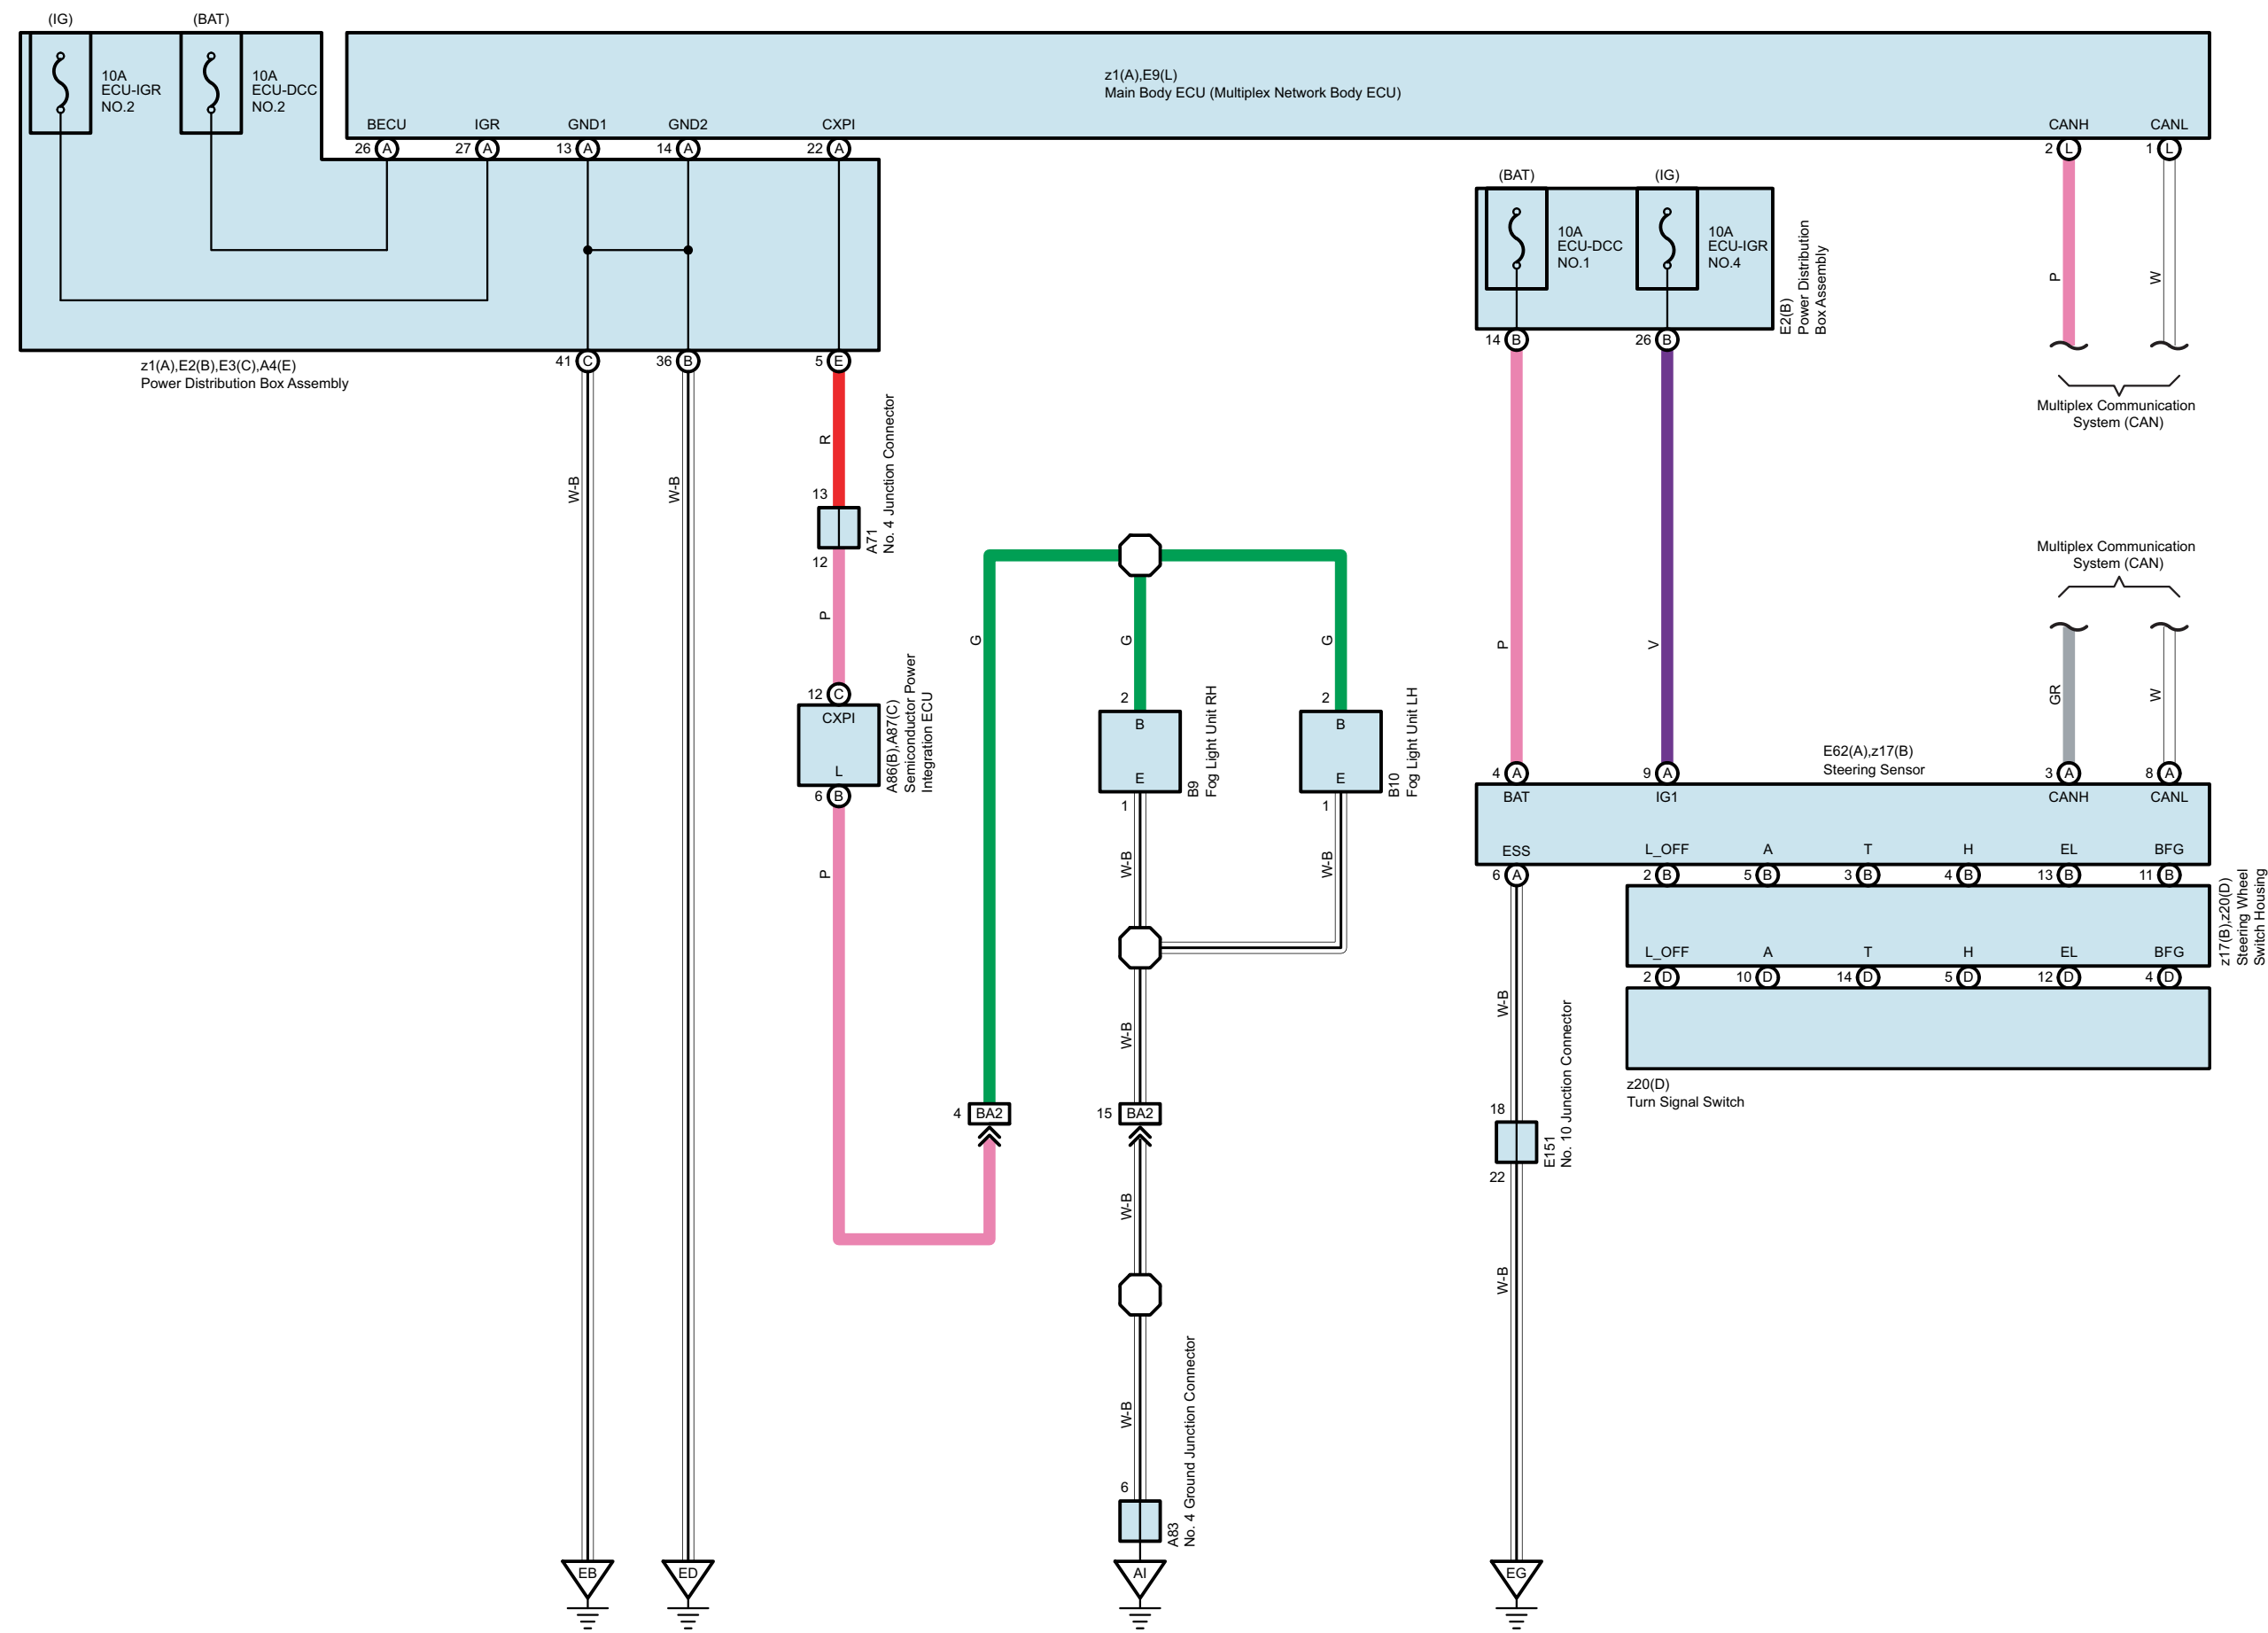 (IG)
(BAT)
10A
ECU-IGR
NO.2
10A
ECU-DCC
NO.2
z1(A),E9(L)
Main Body ECU (Multiplex Network Body ECU)
BECU
IGR
GND1
GND2
CXPI
CANH
CANL
26 A
27 A
13 A
14 A
22 A
2 L
1 L
z1(A),E2(B),E3(C),A4(E)
Power Distribution Box Assembly
41 C
36 B
5 E
(BAT)
(IG)
10A
ECU-DCC
NO.1
10A
ECU-IGR
NO.4
E2(B)
Power Distribution
Box Assembly
14 B
26 B
P
W
Multiplex Communication
System (CAN)
W-B
W-B
R
13
A71
No. 4 Junction Connector
12
P
12 C
CXPI
L
A86(B),A87(C)
Semiconductor Power
Integration ECU
6 B
P
G
G
G
2
B
E
1
B9
Fog Light Unit RH
2
B
E
1
B10
Fog Light Unit LH
W-B
W-B
W-B
4 BA2
15 BA2
W-B
W-B
6
A83
No. 4 Ground Junction Connector
P
V
Multiplex Communication
System (CAN)
GR
W
E62(A),z17(B)
Steering Sensor
4 A
9 A
3 A
8 A
BAT
IG1
CANH
CANL
ESS
L_OFF
A
T
H
EL
BFG
6 A
2 B
5 B
3 B
4 B
13 B
11 B
z17(B),z20(D)
Steering Wheel
Switch Housing
L_OFF
A
T
H
EL
BFG
2 D
10 D
14 D
5 D
12 D
4 D
z20(D)
Turn Signal Switch
W-B
18
E151
No. 10 Junction Connector
22
W-B
EB
ED
AI
EG